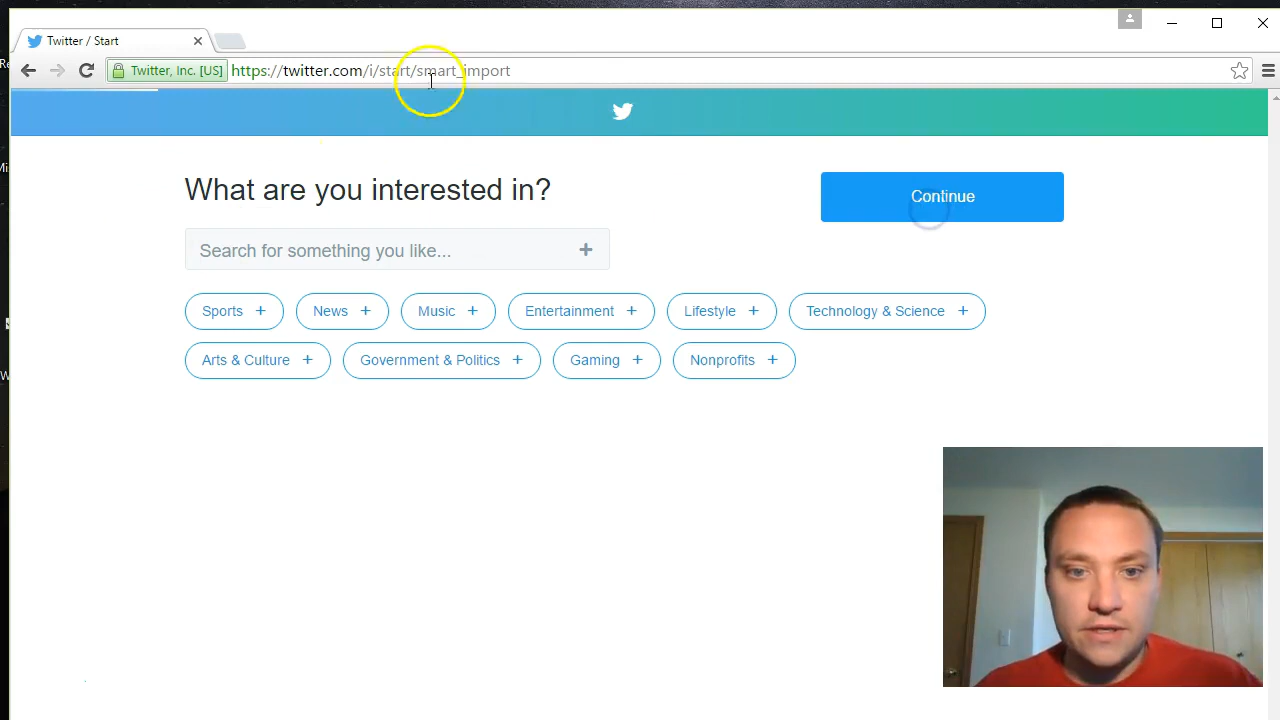 Twitter / Start
Twitter, Inc. [US] https://twitter.com/i/start/smart_import
What are you interested in?
Continue
Search for something you like... +
Sports + News + Music + Entertainment + Lifestyle + Technology & Science +
Arts & Culture + Government & Politics + Gaming + Nonprofits +